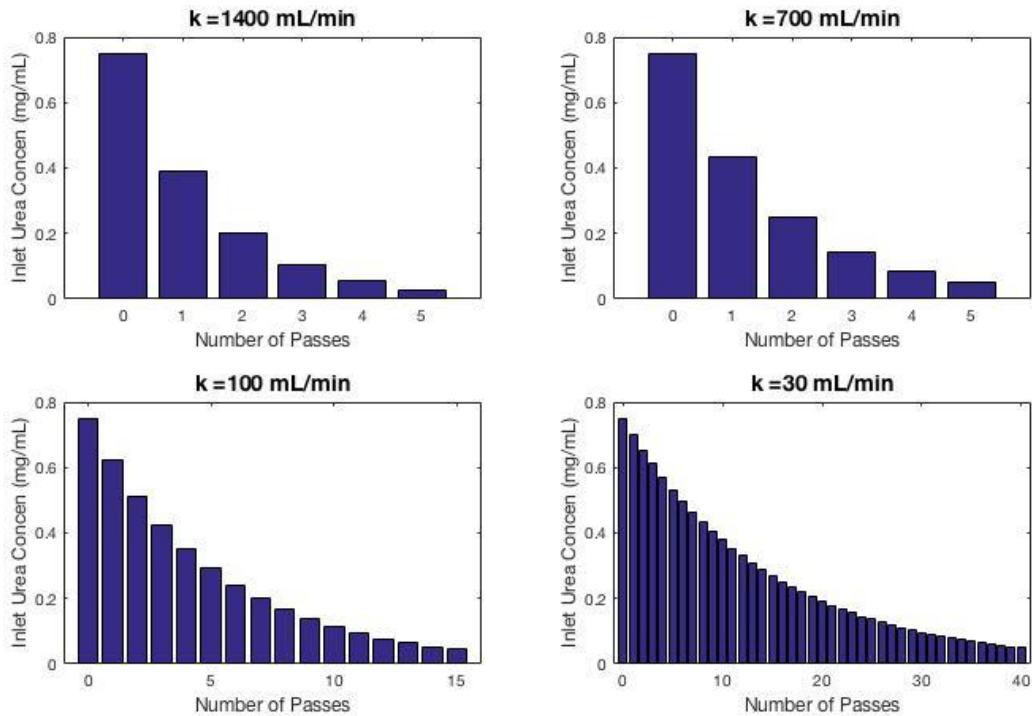 k =1400 mL/min
0.8
0.6
0.4
0.2
0
Inlet Urea Concen (mg/mL)
0 1 2 3 4 5
Number of Passes
k =700 mL/min
0.8
0.6
0.4
0.2
0
Inlet Urea Concen (mg/mL)
0 1 2 3 4 5
Number of Passes
k =100 mL/min
0.8
0.6
0.4
0.2
0
Inlet Urea Concen (mg/mL)
0 5 10 15
Number of Passes
k =30 mL/min
0.8
0.6
0.4
0.2
0
Inlet Urea Concen (mg/mL)
0 10 20 30 40
Number of Passes